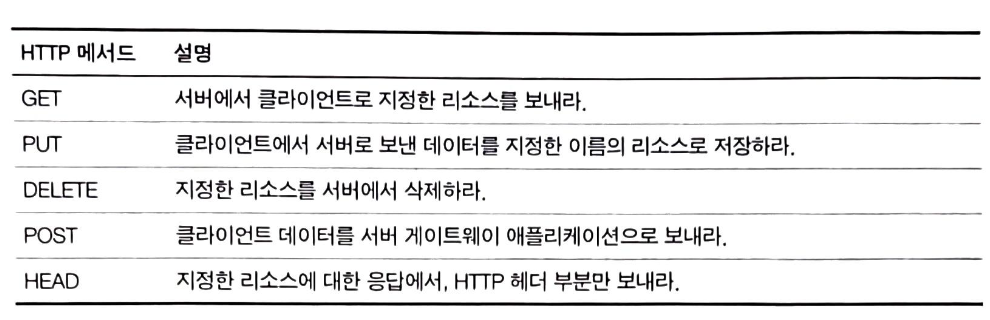 HTTP 메서드 설명
GET 서버에서 클라이언트로 지정한 리소스를 보내라.
PUT 클라이언트에서 서버로 보낸 데이터를 지정한 이름의 리소스로 저장하라.
DELETE 지정한 리소스를 서버에서 삭제하라.
POST 클라이언트 데이터를 서버 게이트웨이 애플리케이션으로 보내라.
HEAD 지정한 리소스에 대한 응답에서, HTTP 헤더 부분만 보내라.